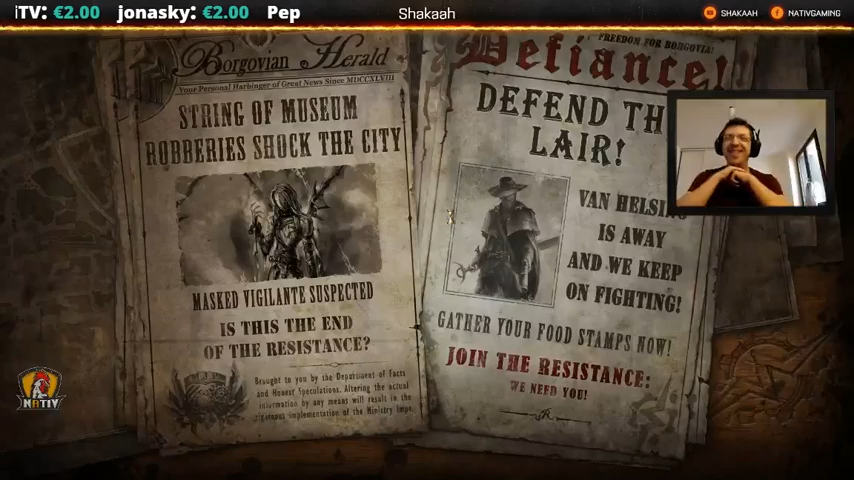 iTV: €2.00 jonasky: €2.00 Pep
Shakaah
SHAKAAH
NATIVGAMING
Borgovian Herald
Your Personal Harbinger of Great News Since MDCCXLVIII
STRING OF MUSEUM
ROBBERIES SHOCK THE CITY
MASKED VIGILANTE SUSPECTED
IS THIS THE END
OF THE RESISTANCE?
Brought to you by the Department of Facts
and Honest Speculations. Altering the actual
information by any means will result in the
implementation of the Ministry
FREEDOM FOR BORGOVIA!
Defiance!
DEFEND TH
LAIR!
VAN HELSING
IS AWAY
AND WE KEEP
ON FIGHTING!
GATHER YOUR FOOD STAMPS NOW!
JOIN THE RESISTANCE:
WE NEED YOU!
R
NATIV